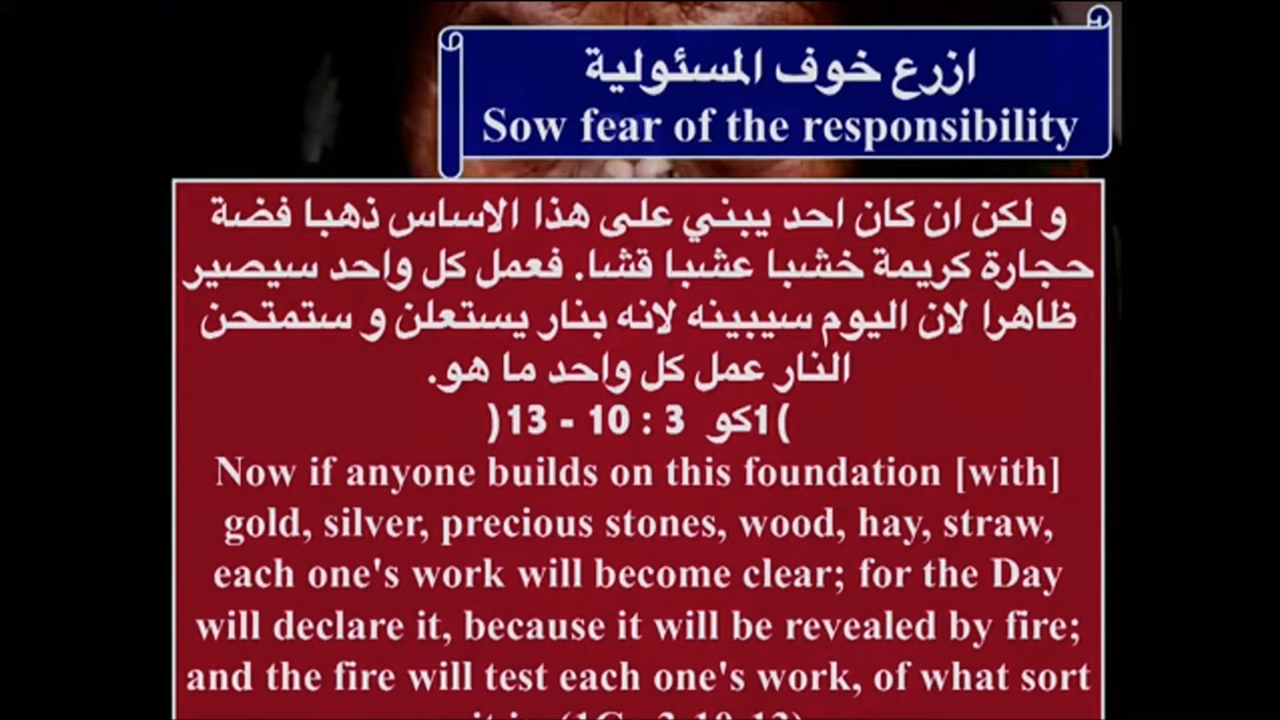 ازرع خوف المسئولية
Sow fear of the responsibility
و لكن ان كان احد يبني على هذا الاساس ذهبا فضة
حجارة كريمة خشبا عشبا قشا. فعمل كل واحد سيصير
ظاهرا لان اليوم سيبينه لانه بنار يستعلن و ستمتحن
النار عمل كل واحد ما هو.
)1كو 3 : 10 - 13(
Now if anyone builds on this foundation [with]
gold, silver, precious stones, wood, hay, straw,
each one's work will become clear; for the Day
will declare it, because it will be revealed by fire;
and the fire will test each one's work, of what sort